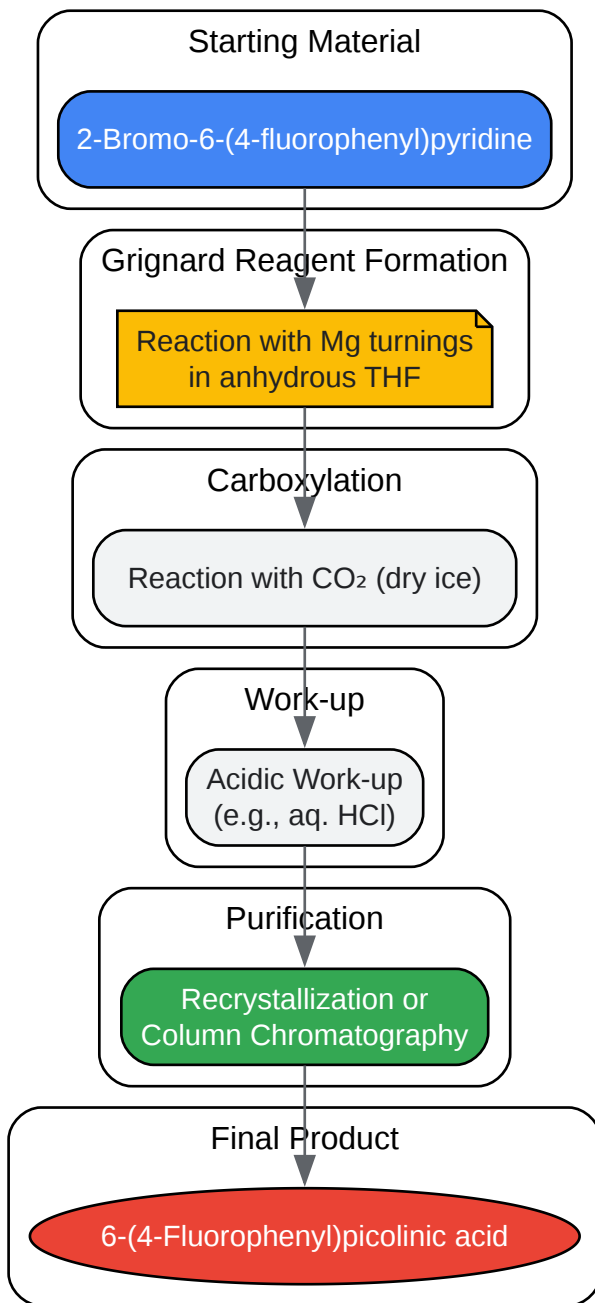 Starting Material
2-Bromo-6-(4-fluorophenyl)pyridine
Grignard Reagent Formation
Reaction with Mg turnings
in anhydrous THF
Carboxylation
Reaction with CO₂ (dry ice)
Work-up
Acidic Work-up
(e.g., aq. HCl)
Purification
Recrystallization or
Column Chromatography
Final Product
6-(4-Fluorophenyl)picolinic acid